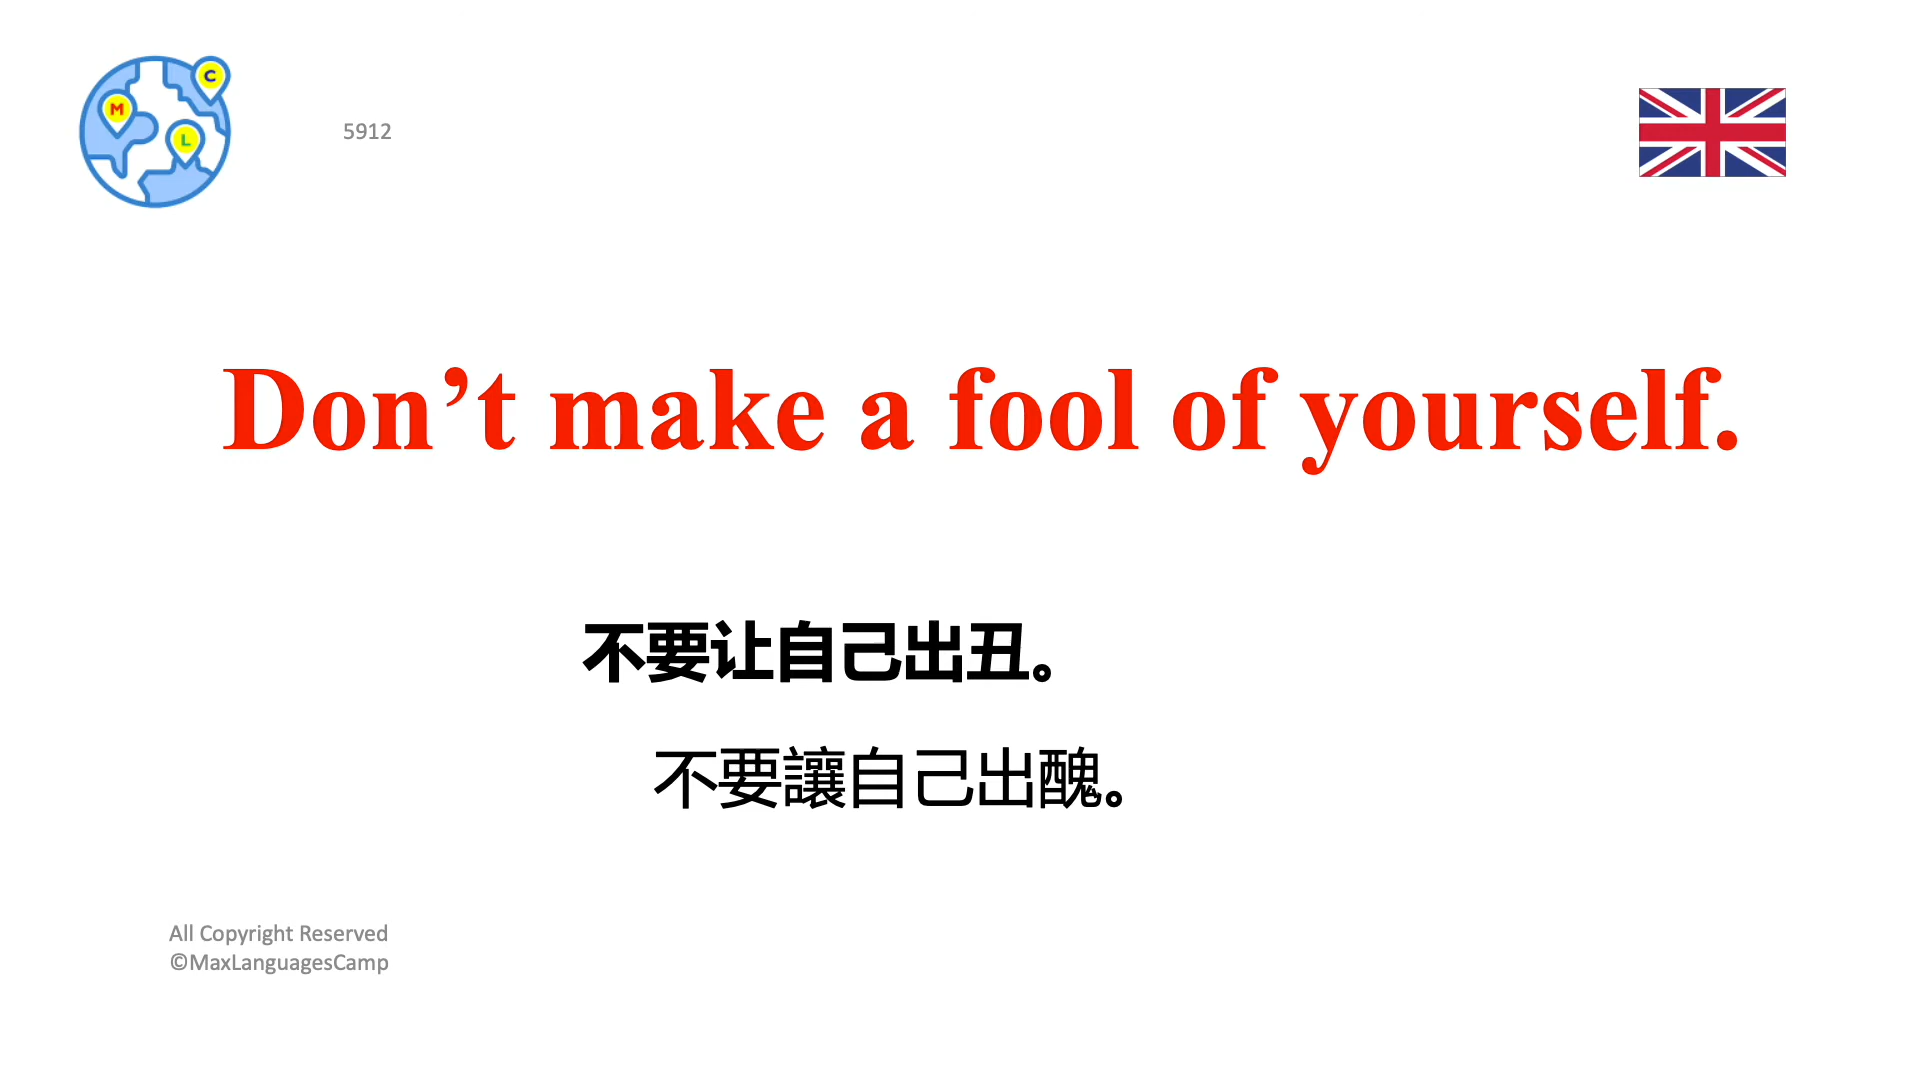 C
M
L
5912
Don’t make a fool of yourself.
不要让自己出丑。
不要讓自己出醜。
All Copyright Reserved
©MaxLanguagesCamp